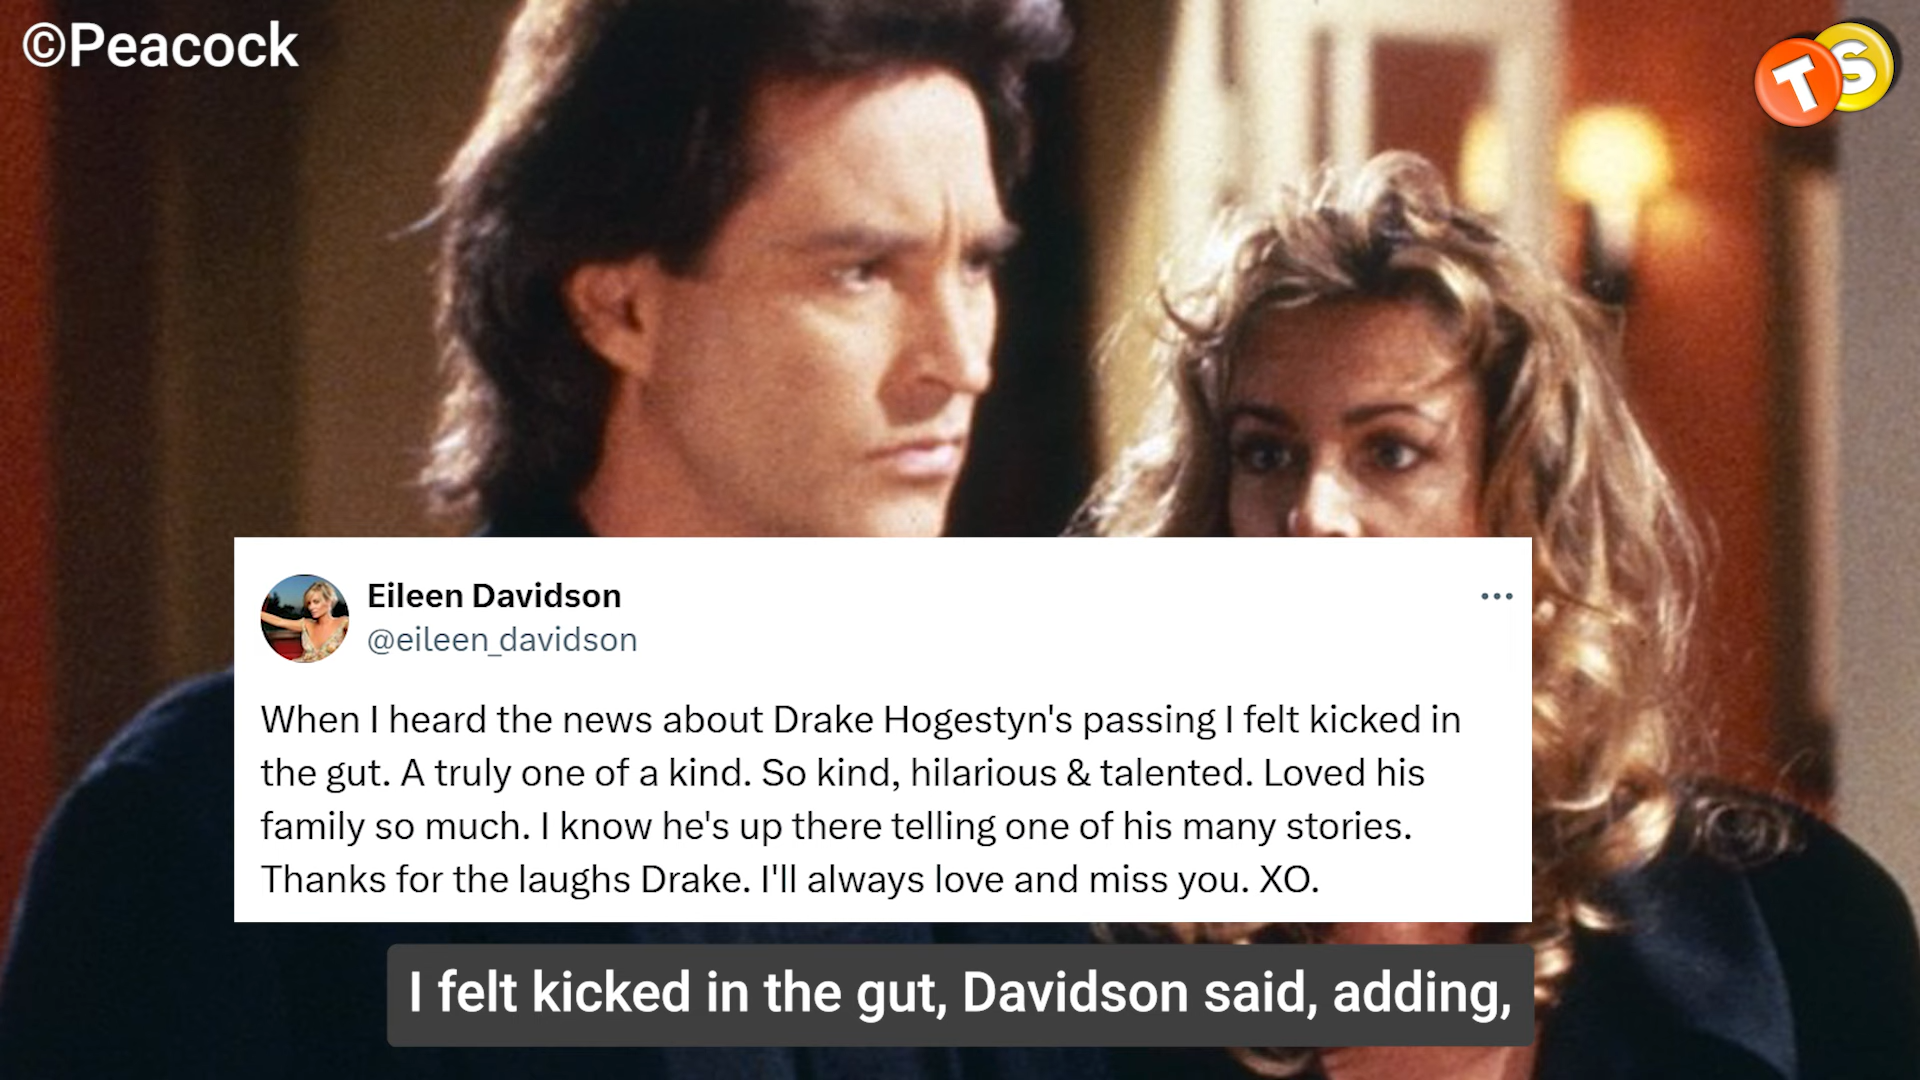 ©Peacock
TS
Eileen Davidson
@eileen_davidson
When I heard the news about Drake Hogestyn's passing I felt kicked in
the gut. A truly one of a kind. So kind, hilarious & talented. Loved his
family so much. I know he's up there telling one of his many stories.
Thanks for the laughs Drake. I'll always love and miss you. XO.
I felt kicked in the gut, Davidson said, adding,